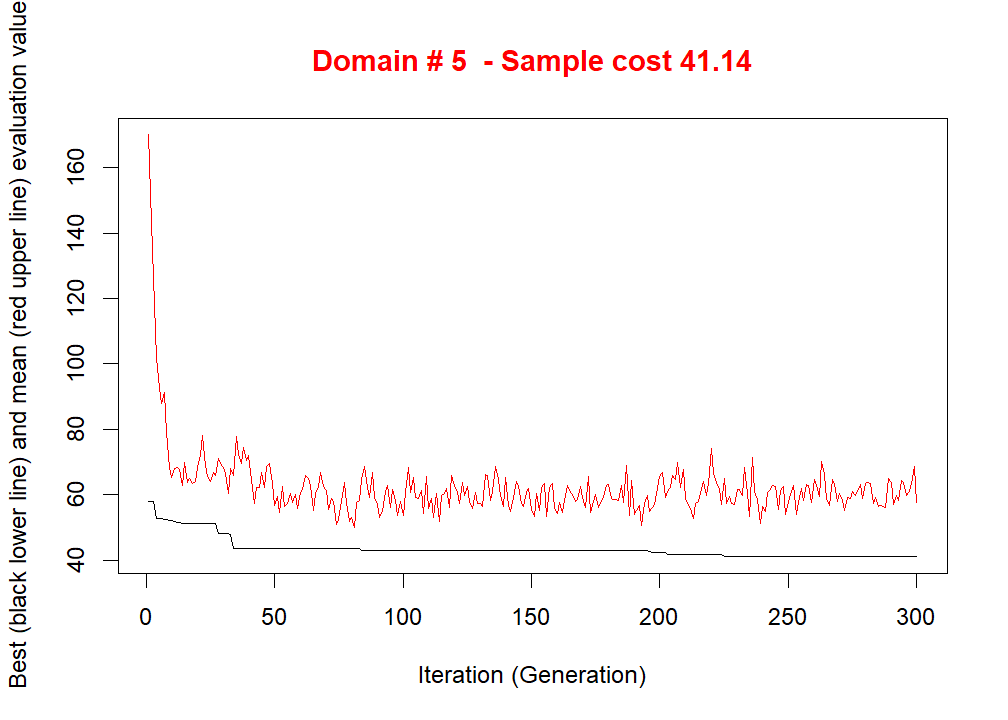 Domain # 5  - Sample cost 41.14
Best (black lower line) and mean (red upper line) evaluation value
160
140
120
100
80
60
40
0 50 100 150 200 250 300
Iteration (Generation)